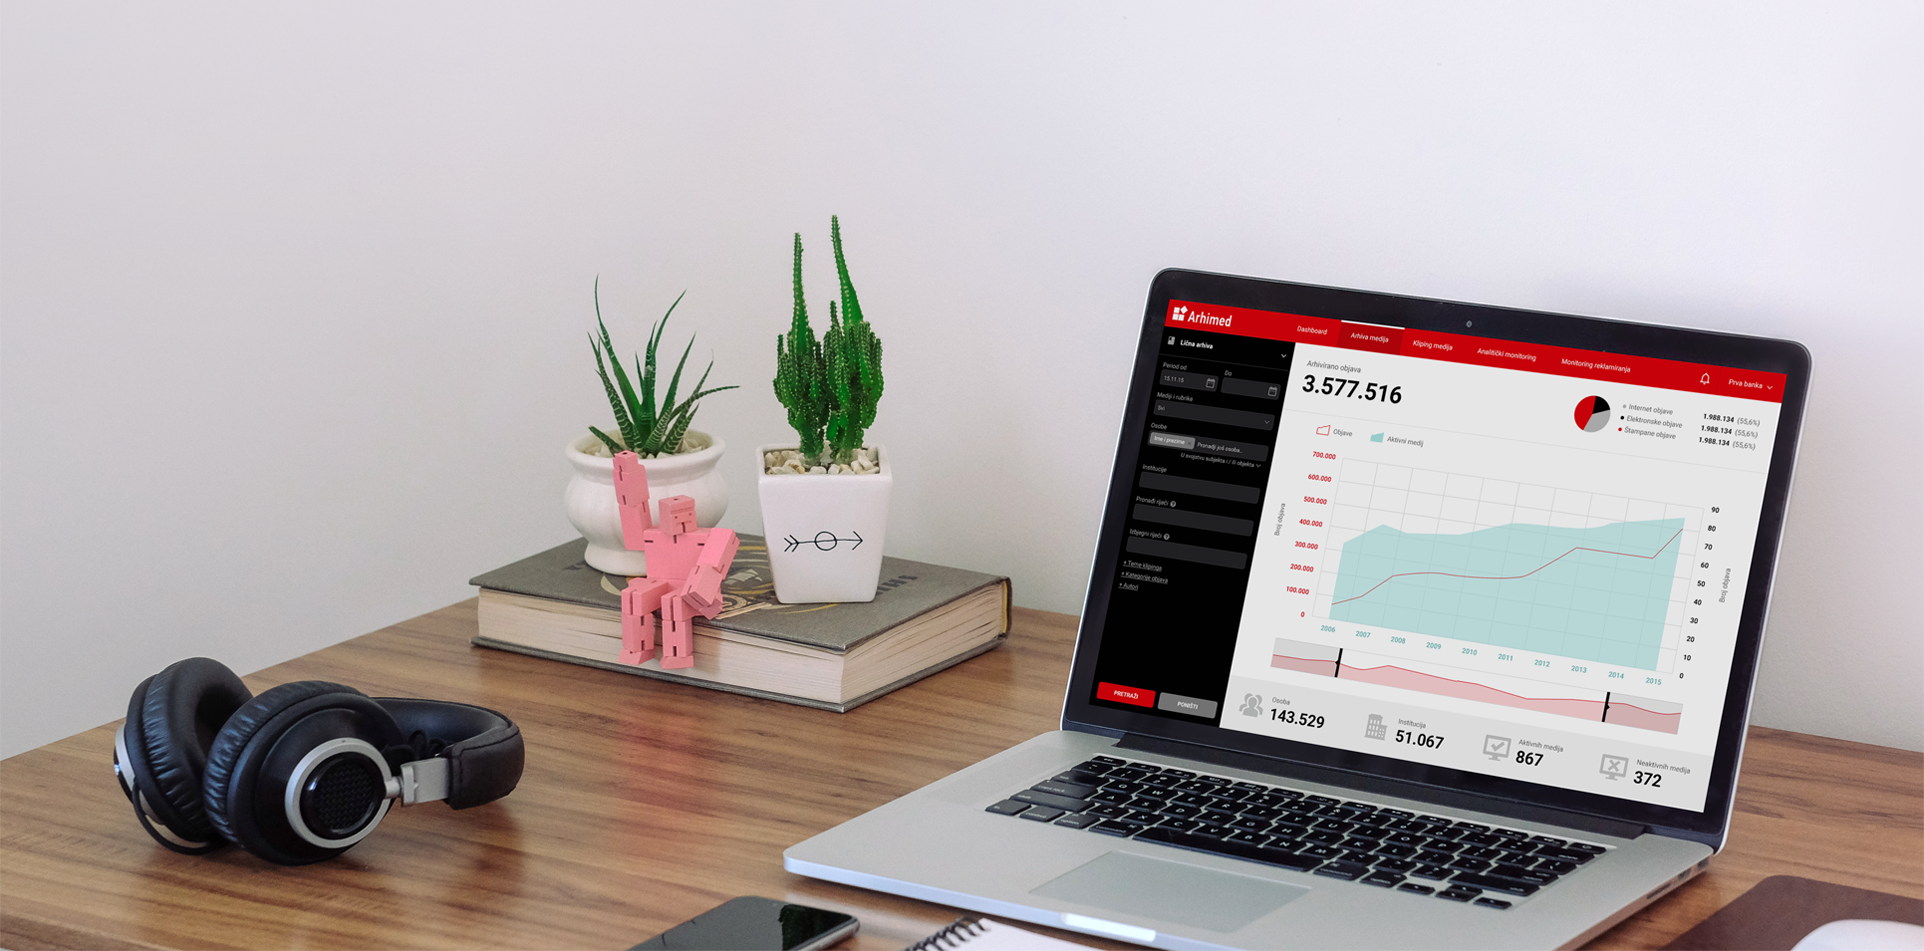 Arhimed
Dashboard
Arhiva medija
Kliping medija
Analitički monitoring
Monitoring reklamiranja
Prva banka
Lična arhiva
Period od
Do
15.11.15
Mediji i rubrike
Svi
Osobe
Ime i prezime
Pronađi još osoba..
U svojstvu subjekta i / ili objekta
Institucije
Pronađi riječi
Izbjegni riječi
+ Teme klipinga
+ Kategorije objava
+ Autori
PRETRAŽI
PONIŠTI
Arhivirano objava
3.577.516
Internet objave 1.988.134 (55,6%)
Elektronske objave 1.988.134 (55,6%)
Štampane objave 1.988.134 (55,6%)
Objave
Aktivni medij
700.000
600.000
500.000
400.000
300.000
200.000
100.000
0
Broj objava
90
80
70
60
50
40
30
20
10
0
Broj objava
2006 2007 2008 2009 2010 2011 2012 2013 2014 2015
Osoba
143.529
Institucija
51.067
Aktivnih medija
867
Neaktivnih medija
372